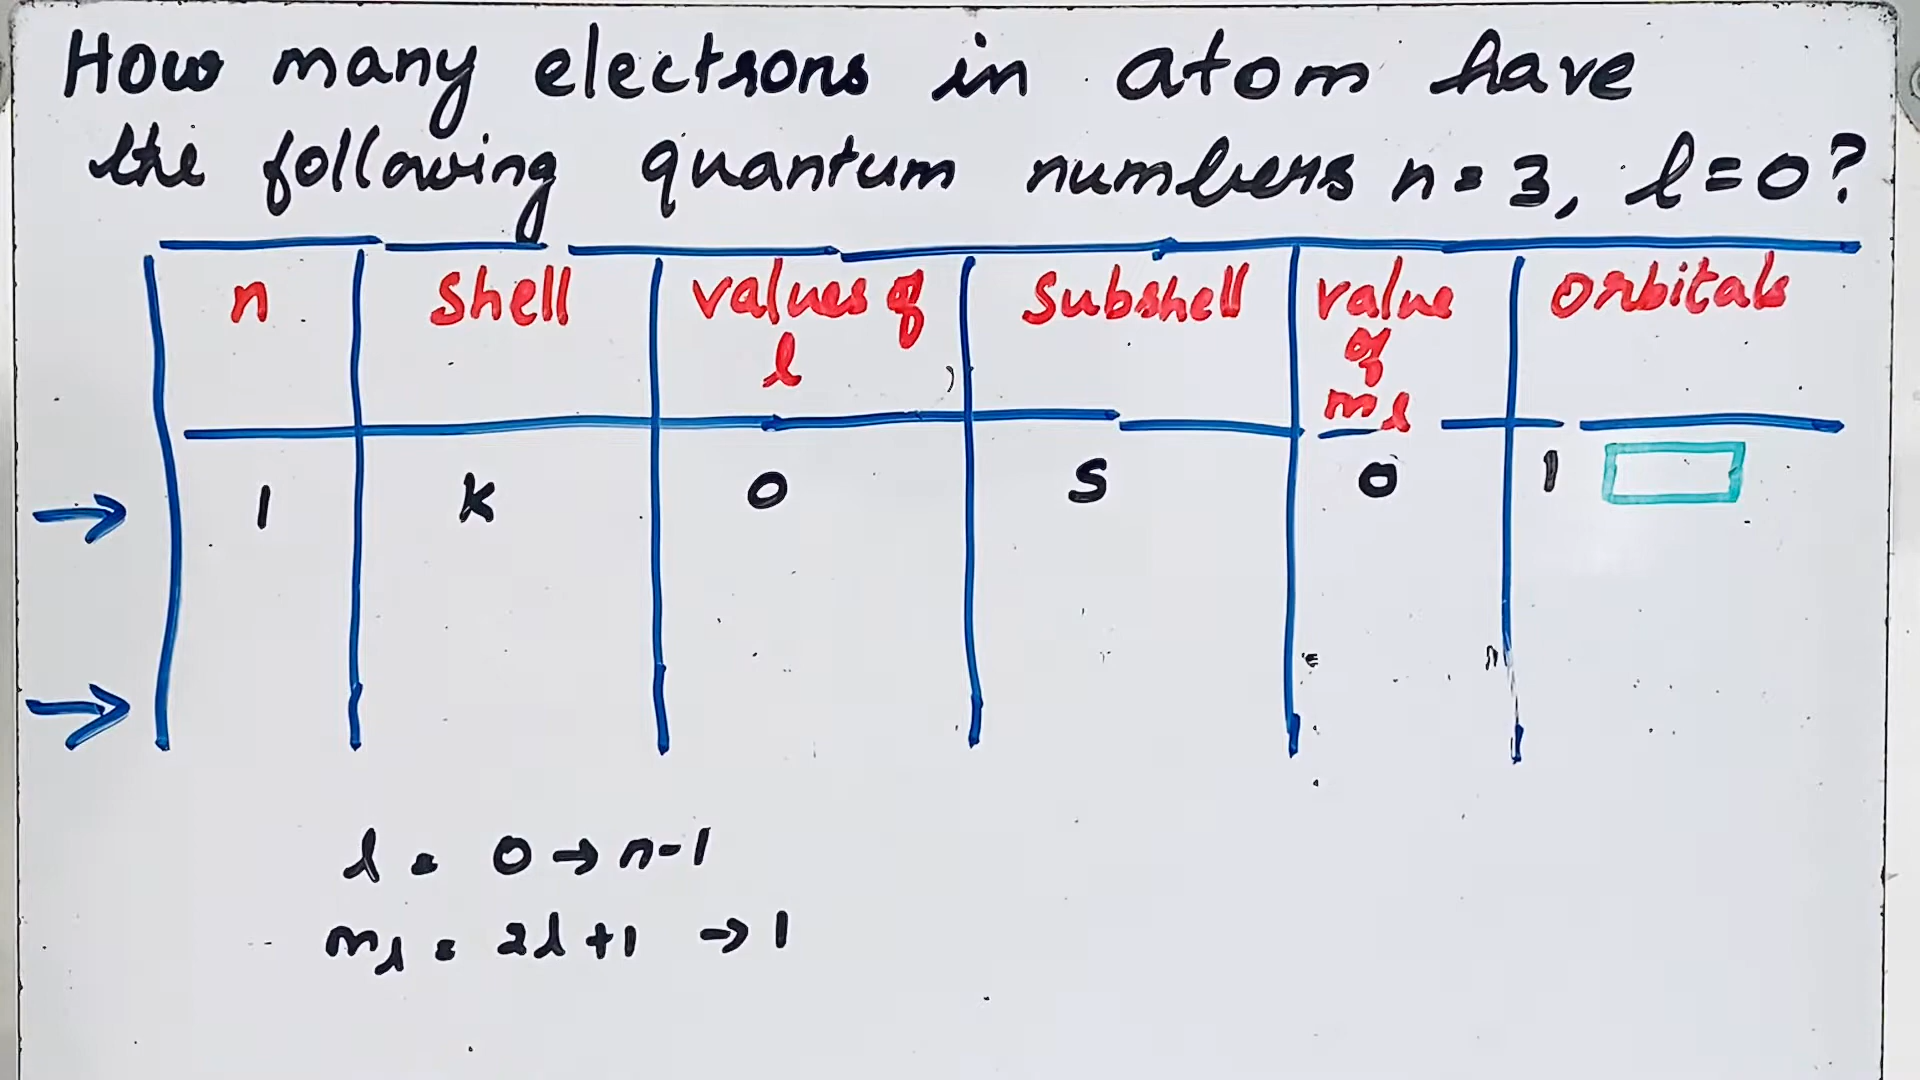 How many electrons in atom have
the following quantum numbers n = 3, l = 0?
n shell values of l subshell value of ml orbitals
1 K 0 S 0 1
l = 0 → n-1
ml = 2l + 1 → 1